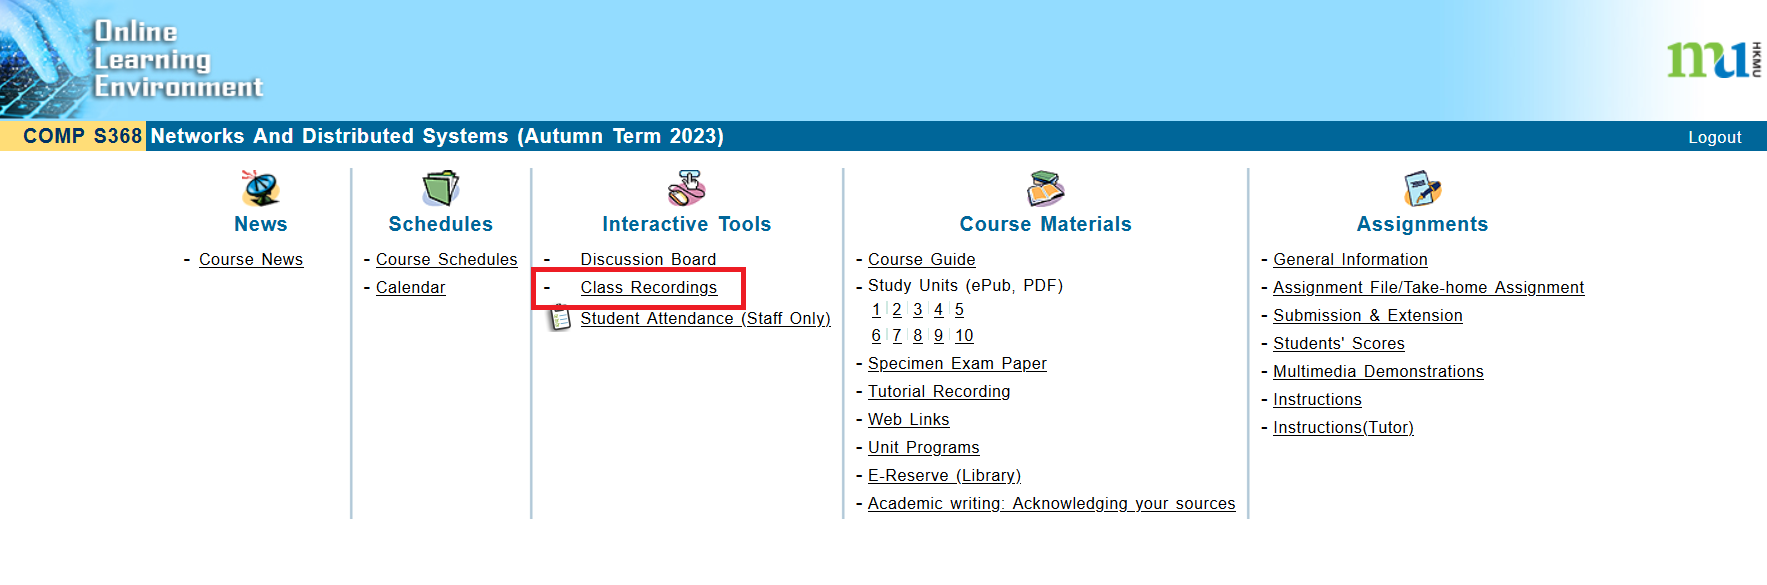 Online
Learning
Environment
mu HKMU
COMP S368 Networks And Distributed Systems (Autumn Term 2023) Logout
News
- Course News
Schedules
- Course Schedules
- Calendar
Interactive Tools
- Discussion Board
- Class Recordings
Student Attendance (Staff Only)
Course Materials
- Course Guide
- Study Units (ePub, PDF)
1 | 2 | 3 | 4 | 5
6 | 7 | 8 | 9 | 10
- Specimen Exam Paper
- Tutorial Recording
- Web Links
- Unit Programs
- E-Reserve (Library)
- Academic writing: Acknowledging your sources
Assignments
- General Information
- Assignment File/Take-home Assignment
- Submission & Extension
- Students' Scores
- Multimedia Demonstrations
- Instructions
- Instructions(Tutor)